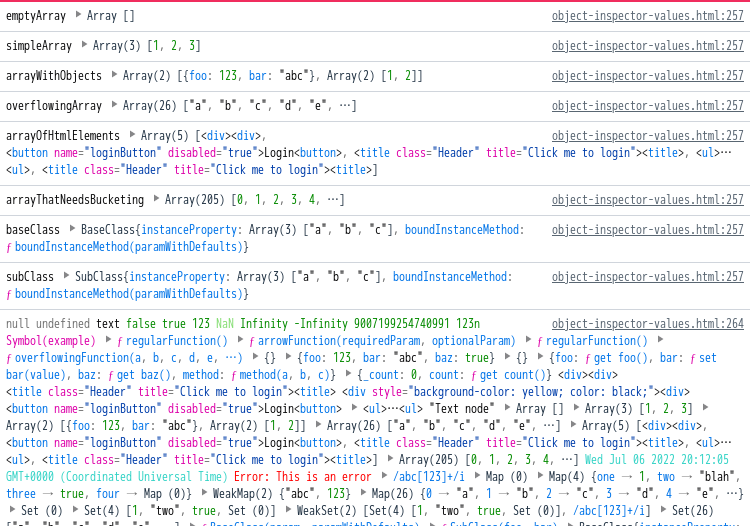 emptyArray ▶ Array [] object-inspector-values.html:257
simpleArray ▶ Array(3) [1, 2, 3] object-inspector-values.html:257
arrayWithObjects ▶ Array(2) [{foo: 123, bar: "abc"}, Array(2) [1, 2]] object-inspector-values.html:257
overflowingArray ▶ Array(26) ["a", "b", "c", "d", "e", …] object-inspector-values.html:257
arrayOfHtmlElements ▶ Array(5) [<div><div>, object-inspector-values.html:257
<button name="loginButton" disabled="true">Login<button>, <title class="Header" title="Click me to login"><title>, <ul>…
<ul>, <title class="Header" title="Click me to login"><title>]
arrayThatNeedsBucketing ▶ Array(205) [0, 1, 2, 3, 4, …] object-inspector-values.html:257
baseClass ▶ BaseClass{instanceProperty: Array(3) ["a", "b", "c"], boundInstanceMethod: object-inspector-values.html:257
ƒ boundInstanceMethod(paramWithDefaults)}
subClass ▶ SubClass{instanceProperty: Array(3) ["a", "b", "c"], boundInstanceMethod: object-inspector-values.html:257
ƒ boundInstanceMethod(paramWithDefaults)}
null undefined text false true 123 NaN Infinity -Infinity 9007199254740991 123n object-inspector-values.html:264
Symbol(example) ▶ ƒ regularFunction() ▶ ƒ arrowFunction(requiredParam, optionalParam) ▶ ƒ regularFunction() ▶
ƒ overflowingFunction(a, b, c, d, e, …) ▶ {} ▶ {foo: 123, bar: "abc", baz: true} ▶ {} ▶ {foo: ƒ get foo(), bar: ƒ set
bar(value), baz: ƒ get baz(), method: ƒ method(a, b, c)} ▶ {_count: 0, count: ƒ get count()} <div><div>
<title class="Header" title="Click me to login"><title> <div style="background-color: yellow; color: black;"><div>
<button name="loginButton" disabled="true">Login<button> ▶ <ul>…<ul> "Text node" ▶ Array [] ▶ Array(3) [1, 2, 3] ▶
Array(2) [{foo: 123, bar: "abc"}, Array(2) [1, 2]] ▶ Array(26) ["a", "b", "c", "d", "e", …] ▶ Array(5) [<div><div>,
<button name="loginButton" disabled="true">Login<button>, <title class="Header" title="Click me to login"><title>, <ul>…
<ul>, <title class="Header" title="Click me to login"><title>] ▶ Array(205) [0, 1, 2, 3, 4, …] Wed Jul 06 2022 20:12:05
GMT+0000 (Coordinated Universal Time) Error: This is an error ▶ /abc[123]+/i ▶ Map (0) ▶ Map(4) {one → 1, two → "blah",
three → true, four → Map (0)} ▶ WeakMap(2) {"abc", 123} ▶ Map(26) {0 → "a", 1 → "b", 2 → "c", 3 → "d", 4 → "e", …}
▶ Set (0) ▶ Set(4) [1, "two", true, Set (0)] ▶ WeakSet(2) [Set(4) [1, "two", true, Set (0)], /abc[123]+/i] ▶ Set(26)